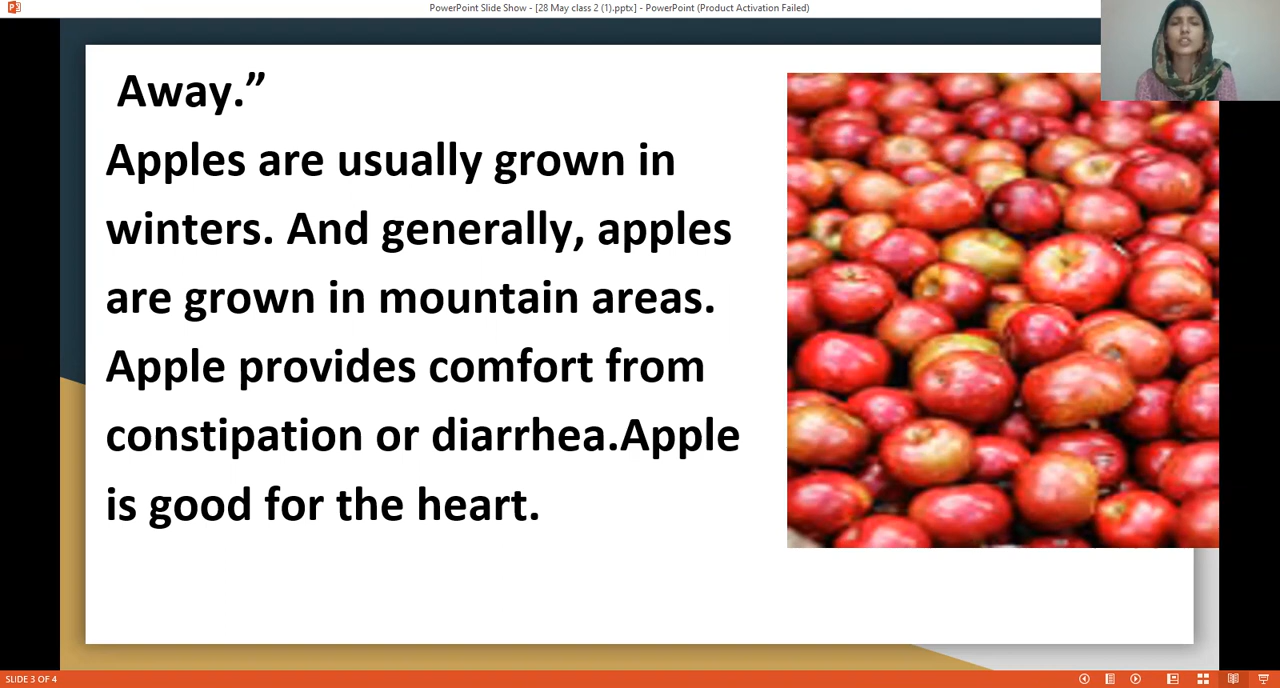 PowerPoint Slide Show - [28 May class 2 (1).pptx] - PowerPoint (Product Activation Failed)
Away.”
Apples are usually grown in
winters. And generally, apples
are grown in mountain areas.
Apple provides comfort from
constipation or diarrhea.Apple
is good for the heart.
SLIDE 3 OF 4